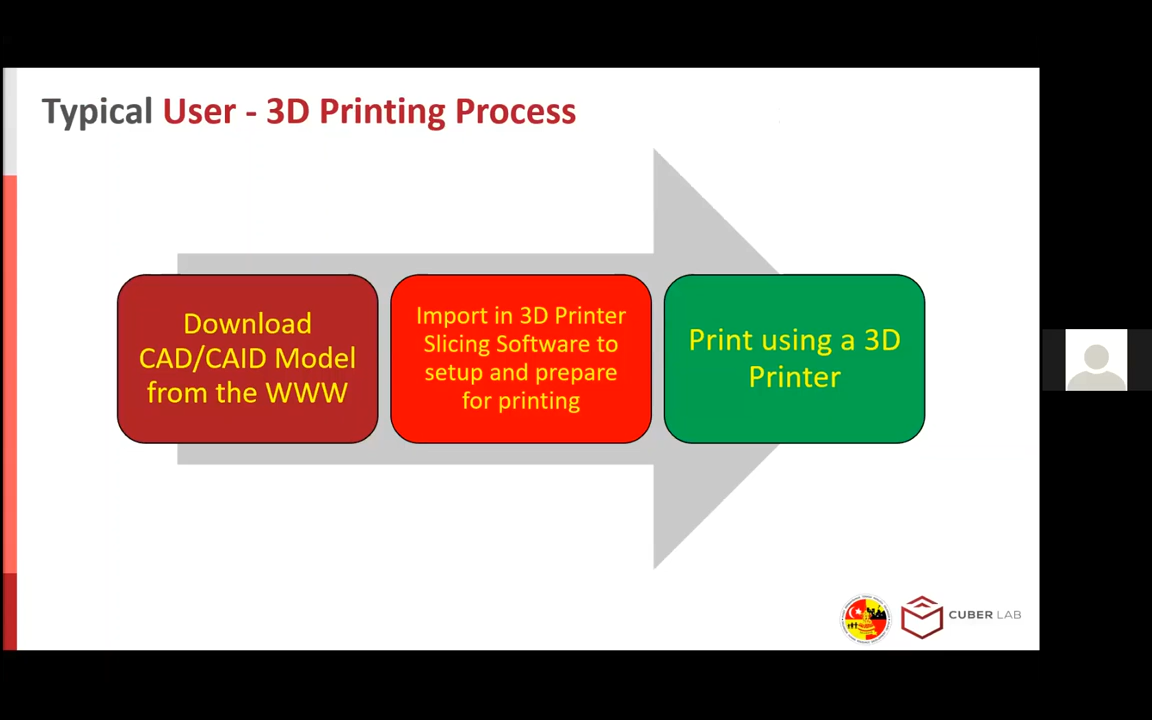 Typical User - 3D Printing Process
Download
CAD/CAID Model
from the WWW
Import in 3D Printer
Slicing Software to
setup and prepare
for printing
Print using a 3D
Printer
CUBER LAB